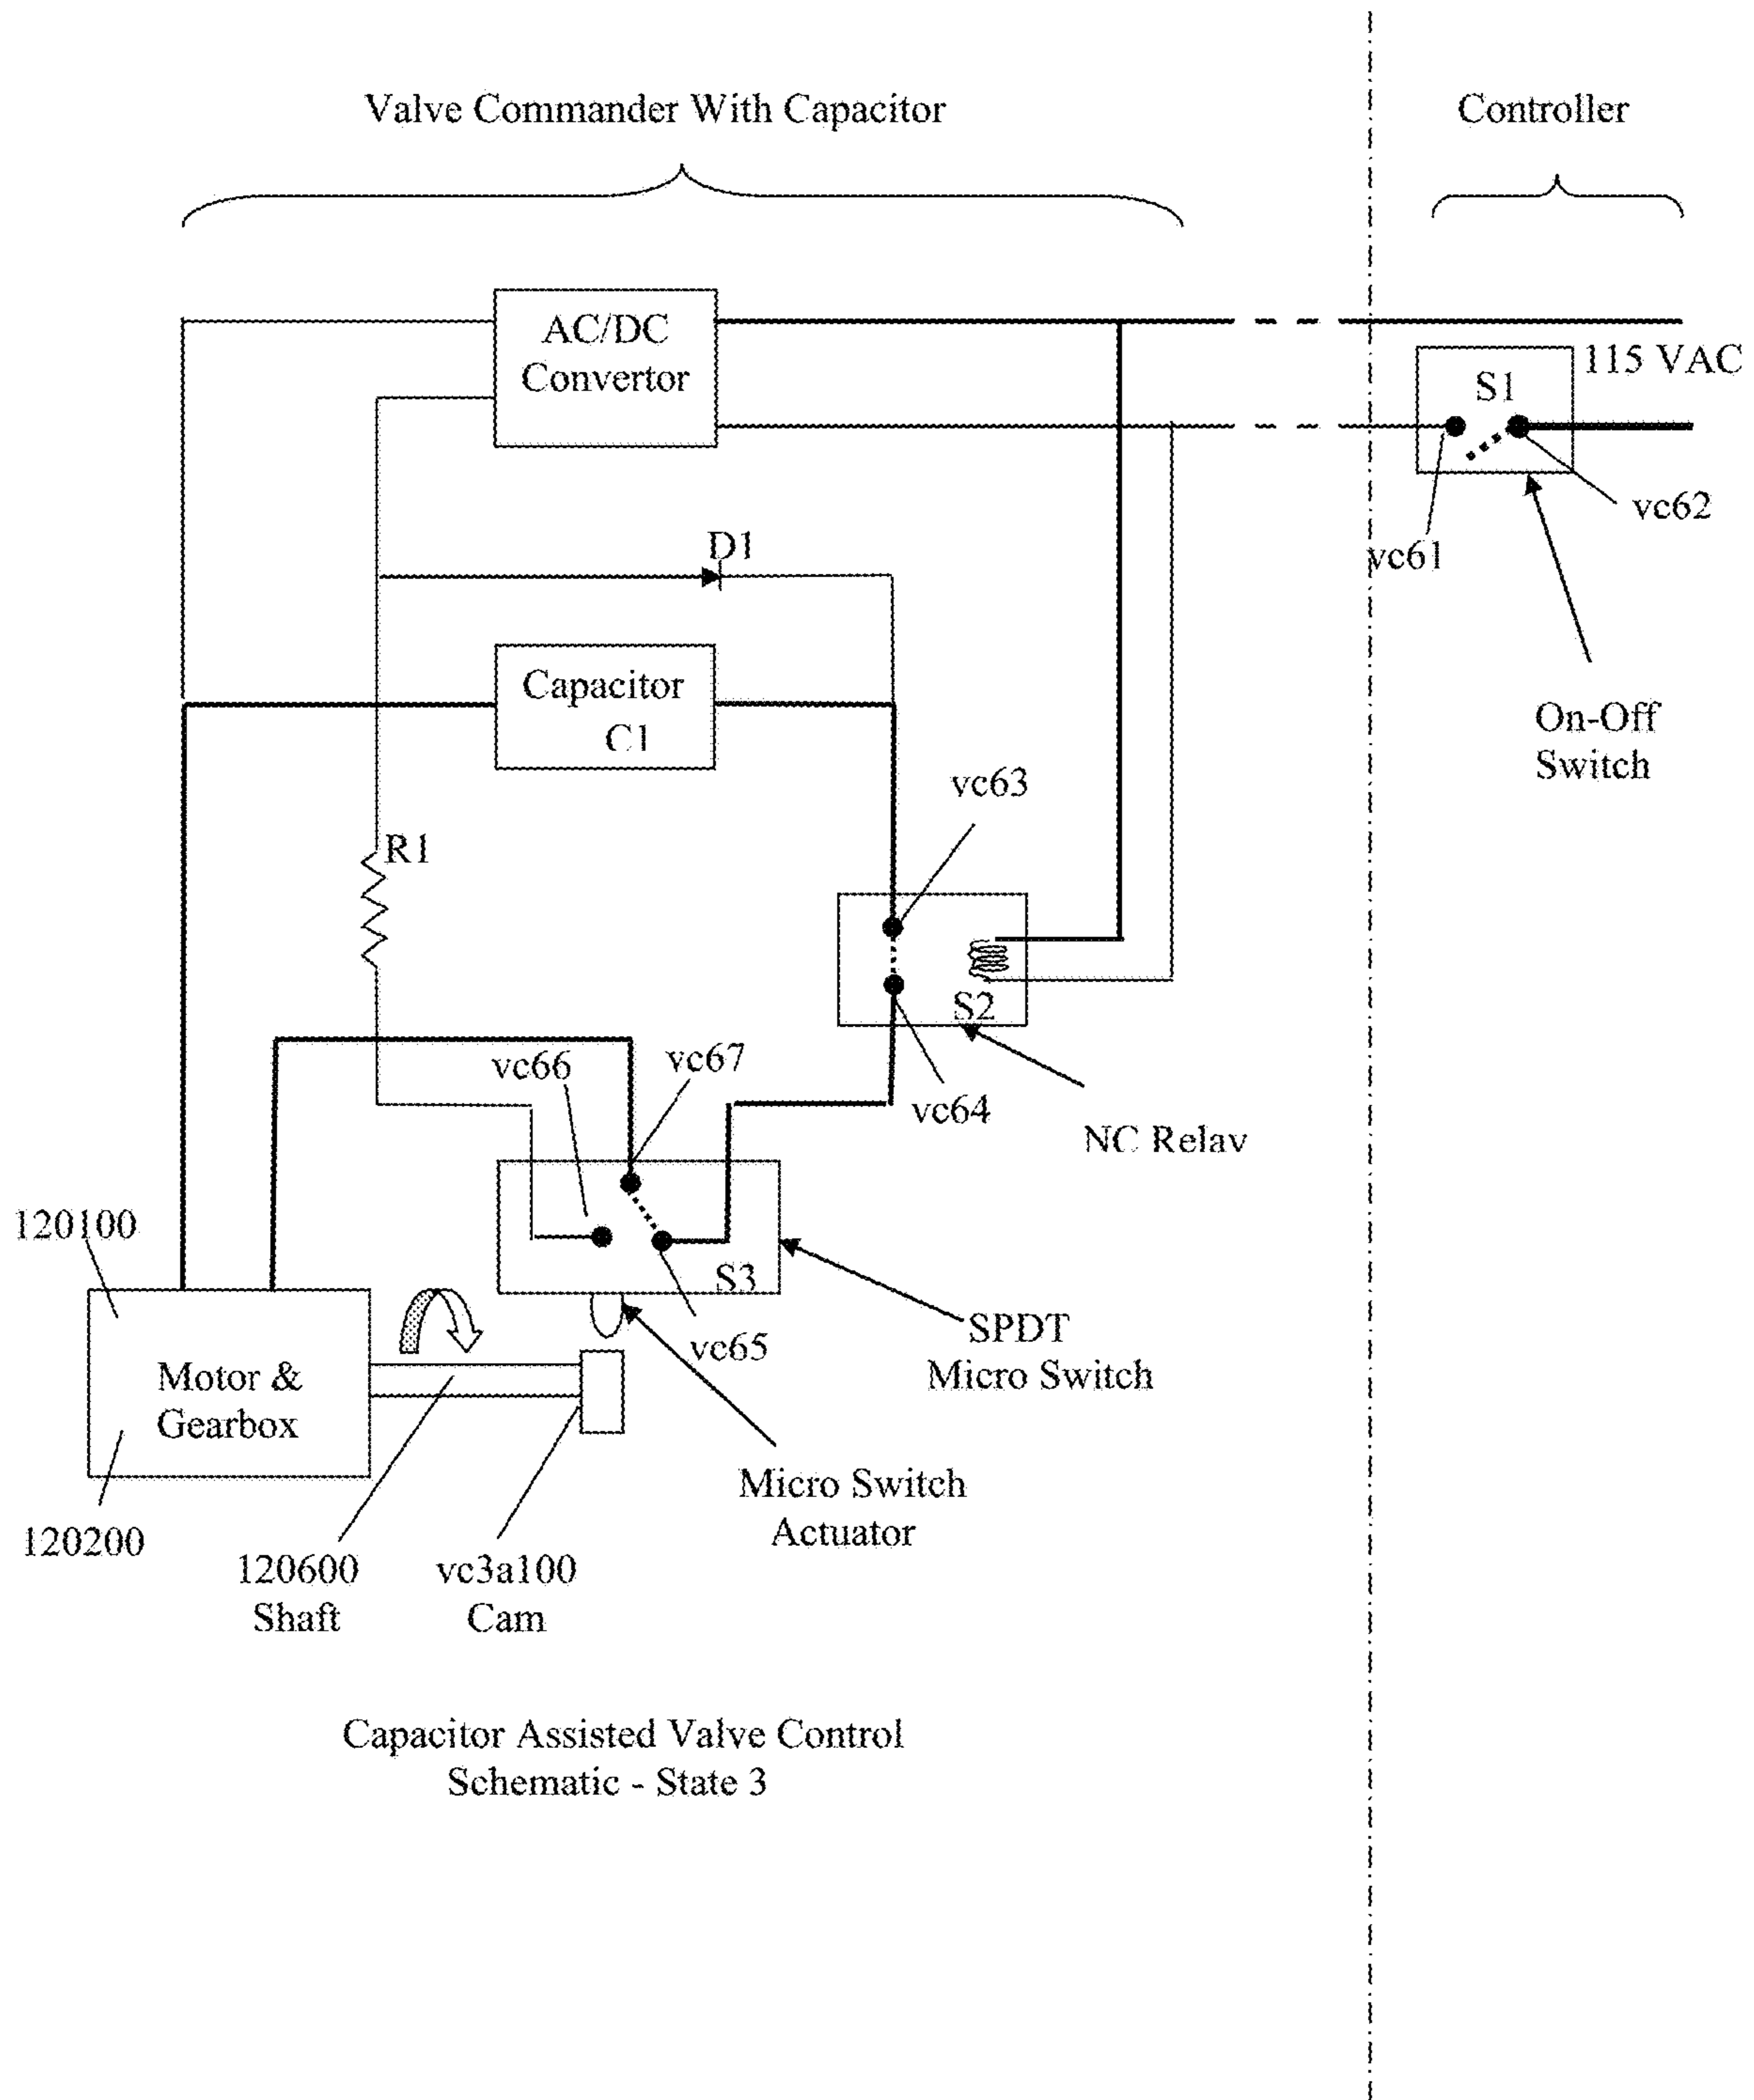 Valve Commander With Capacitor
Controller
AC/DC
Convertor
115 VAC
S1
vc62
vc61
D1
On-Off
Switch
Capacitor
C1
vc63
R1
S2
vc66
vc67
vc64
NC Relav
120100
S3
vc65
SPDT
Micro Switch
Motor &
Gearbox
Micro Switch
Actuator
120200
120600
Shaft
vc3a100
Cam
Capacitor Assisted Valve Control
Schematic - State 3